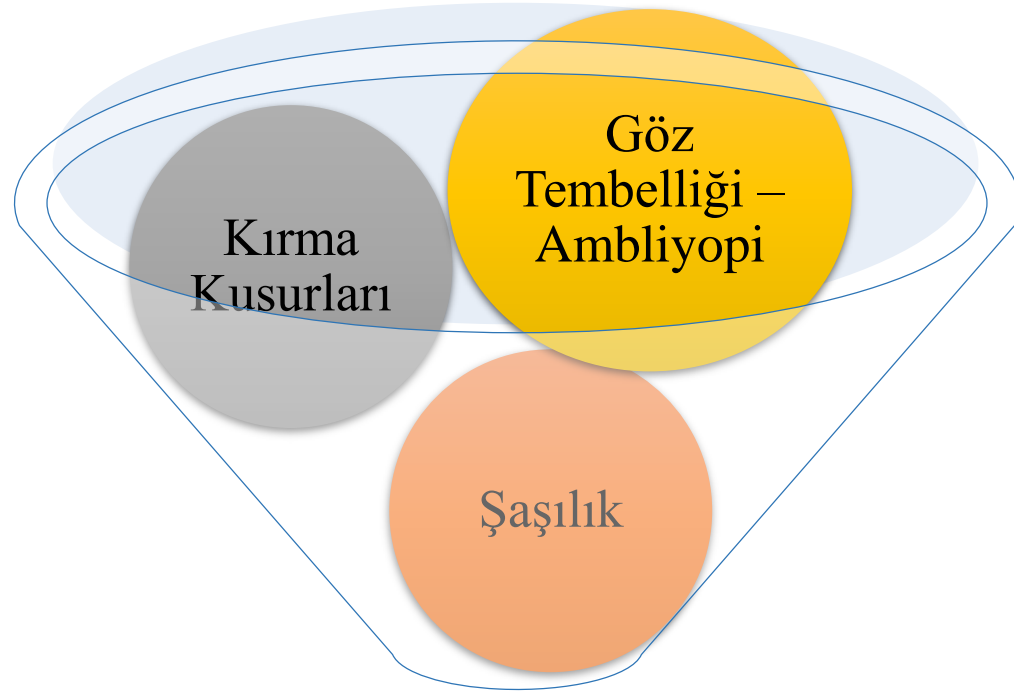 Göz
Tembelliği –
Ambliyopi
Kırma
Kusurları
Şaşılık